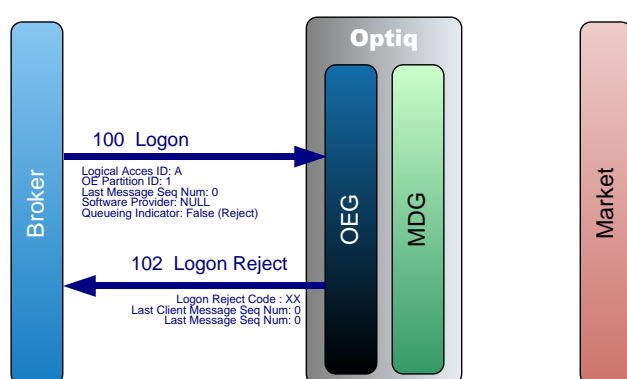 Optiq
Broker
100 Logon
Logical Acces ID: A
OE Partition ID: 1
Last Message Seq Num: 0
Software Provider: NULL
Queueing Indicator: False (Reject)
102 Logon Reject
Logon Reject Code : XX
Last Client Message Seq Num: 0
Last Message Seq Num: 0
OEG
MDG
Market